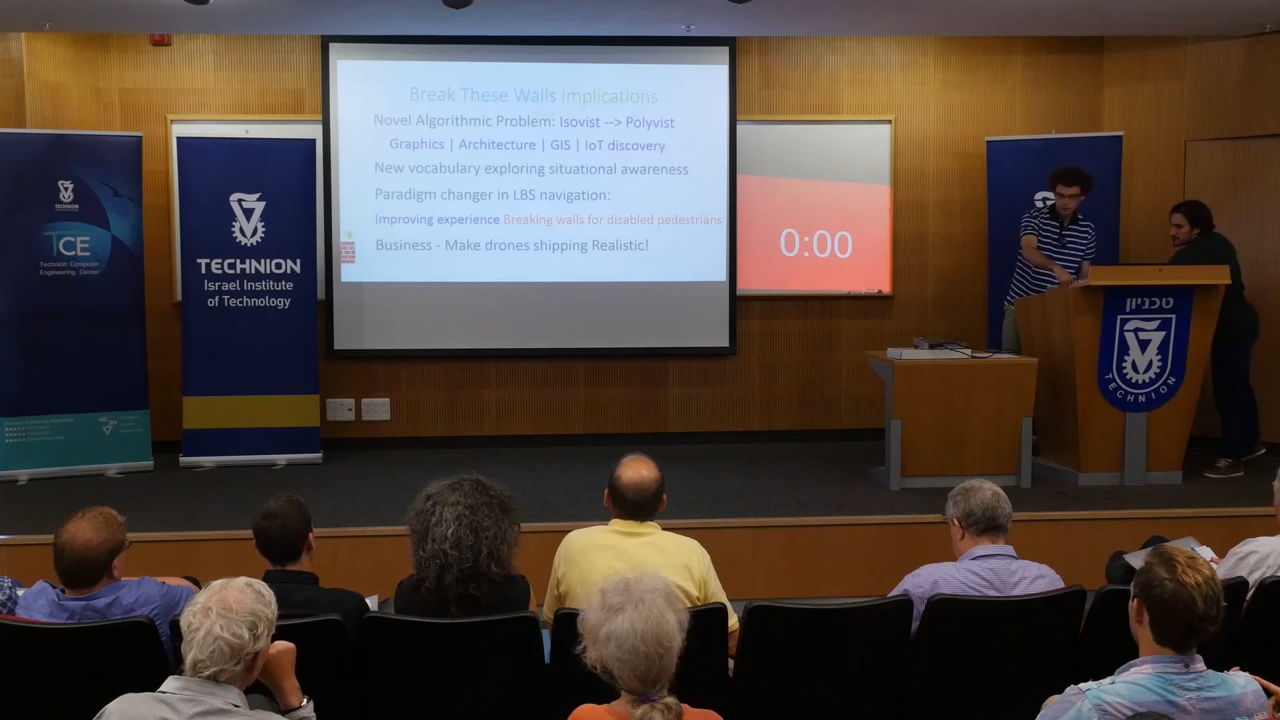 Break These Walls Implications
Novel Algorithmic Problem: Isovist --> Polyvist
Graphics | Architecture | GIS | IoT discovery
New vocabulary exploring situational awareness
Paradigm changer in LBS navigation:
Improving experience Breaking walls for disabled pedestrians
Business - Make drones shipping Realistic!
0:00
TECHNION
TCE
Technion Computer
Engineering Center
TECHNION
Israel Institute
of Technology
טכניון
TECHNION